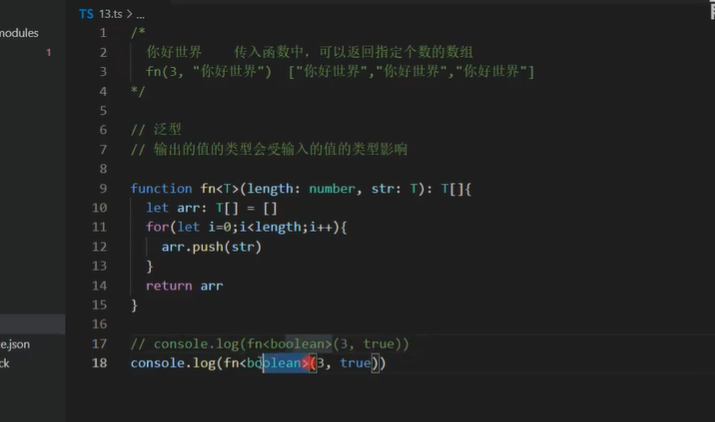 TS 13.ts > ...
modules
1
1 /*
2   你好世界    传入函数中，可以返回指定个数的数组
3   fn(3, "你好世界")  ["你好世界","你好世界","你好世界"]
4 */
5
6 // 泛型
7 // 输出的值的类型会受输入的值的类型影响
8
9 function fn<T>(length: number, str: T): T[]{
10   let arr: T[] = []
11   for(let i=0;i<length;i++){
12     arr.push(str)
13   }
14   return arr
15 }
16
17 // console.log(fn<boolean>(3, true))
18 console.log(fn<boolean>(3, true))
e.json
ck